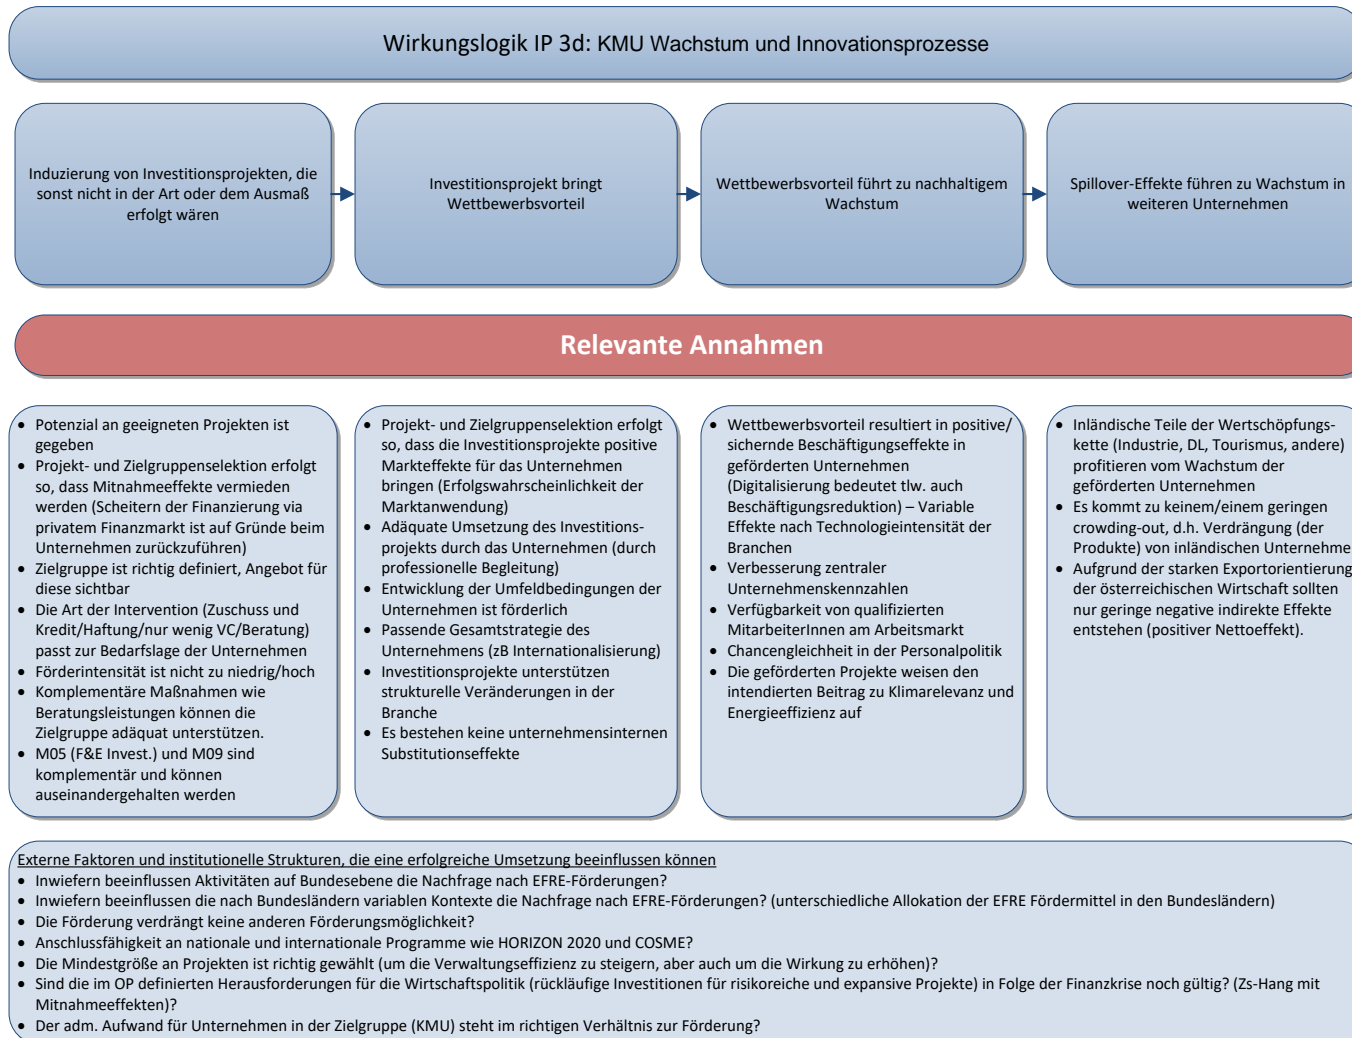 Wirkungslogik IP 3d: KMU Wachstum und Innovationsprozesse
Induzierung von Investitionsprojekten, die
sonst nicht in der Art oder dem Ausmaß
erfolgt wären
Investitionsprojekt bringt
Wettbewerbsvorteil
Wettbewerbsvorteil führt zu nachhaltigem
Wachstum
Spillover-Effekte führen zu Wachstum in
weiteren Unternehmen
Relevante Annahmen
• Potenzial an geeigneten Projekten ist
gegeben
• Projekt- und Zielgruppenselektion erfolgt
so, dass Mitnahmeeffekte vermieden
werden (Scheitern der Finanzierung via
privatem Finanzmarkt ist auf Gründe beim
Unternehmen zurückzuführen)
• Zielgruppe ist richtig definiert, Angebot für
diese sichtbar
• Die Art der Intervention (Zuschuss und
Kredit/Haftung/nur wenig VC/Beratung)
passt zur Bedarfslage der Unternehmen
• Förderintensität ist nicht zu niedrig/hoch
• Komplementäre Maßnahmen wie
Beratungsleistungen können die
Zielgruppe adäquat unterstützen.
• M05 (F&E Invest.) und M09 sind
komplementär und können
auseinandergehalten werden
• Projekt- und Zielgruppenselektion erfolgt
so, dass die Investitionsprojekte positive
Markteffekte für das Unternehmen
bringen (Erfolgswahrscheinlichkeit der
Marktanwendung)
• Adäquate Umsetzung des Investitions-
projekts durch das Unternehmen (durch
professionelle Begleitung)
• Entwicklung der Umfeldbedingungen der
Unternehmen ist förderlich
• Passende Gesamtstrategie des
Unternehmens (zB Internationalisierung)
• Investitionsprojekte unterstützen
strukturelle Veränderungen in der
Branche
• Es bestehen keine unternehmensinternen
Substitutionseffekte
• Wettbewerbsvorteil resultiert in positive/
sichernde Beschäftigungseffekte in
geförderten Unternehmen
(Digitalisierung bedeutet tlw. auch
Beschäftigungsreduktion) – Variable
Effekte nach Technologieintensität der
Branchen
• Verbesserung zentraler
Unternehmenskennzahlen
• Verfügbarkeit von qualifizierten
MitarbeiterInnen am Arbeitsmarkt
• Chancengleichheit in der Personalpolitik
• Die geförderten Projekte weisen den
intendierten Beitrag zu Klimarelevanz und
Energieeffizienz auf
• Inländische Teile der Wertschöpfungs-
kette (Industrie, DL, Tourismus, andere)
profitieren vom Wachstum der
geförderten Unternehmen
• Es kommt zu keinem/einem geringen
crowding-out, d.h. Verdrängung (der
Produkte) von inländischen Unternehme
• Aufgrund der starken Exportorientierung
der österreichischen Wirtschaft sollten
nur geringe negative indirekte Effekte
entstehen (positiver Nettoeffekt).
Externe Faktoren und institutionelle Strukturen, die eine erfolgreiche Umsetzung beeinflussen können
• Inwiefern beeinflussen Aktivitäten auf Bundesebene die Nachfrage nach EFRE-Förderungen?
• Inwiefern beeinflussen die nach Bundesländern variablen Kontexte die Nachfrage nach EFRE-Förderungen? (unterschiedliche Allokation der EFRE Fördermittel in den Bundesländern)
• Die Förderung verdrängt keine anderen Förderungsmöglichkeit?
• Anschlussfähigkeit an nationale und internationale Programme wie HORIZON 2020 und COSME?
• Die Mindestgröße an Projekten ist richtig gewählt (um die Verwaltungseffizienz zu steigern, aber auch um die Wirkung zu erhöhen)?
• Sind die im OP definierten Herausforderungen für die Wirtschaftspolitik (rückläufige Investitionen für risikoreiche und expansive Projekte) in Folge der Finanzkrise noch gültig? (Zs-Hang mit
Mitnahmeeffekten)?
• Der adm. Aufwand für Unternehmen in der Zielgruppe (KMU) steht im richtigen Verhältnis zur Förderung?